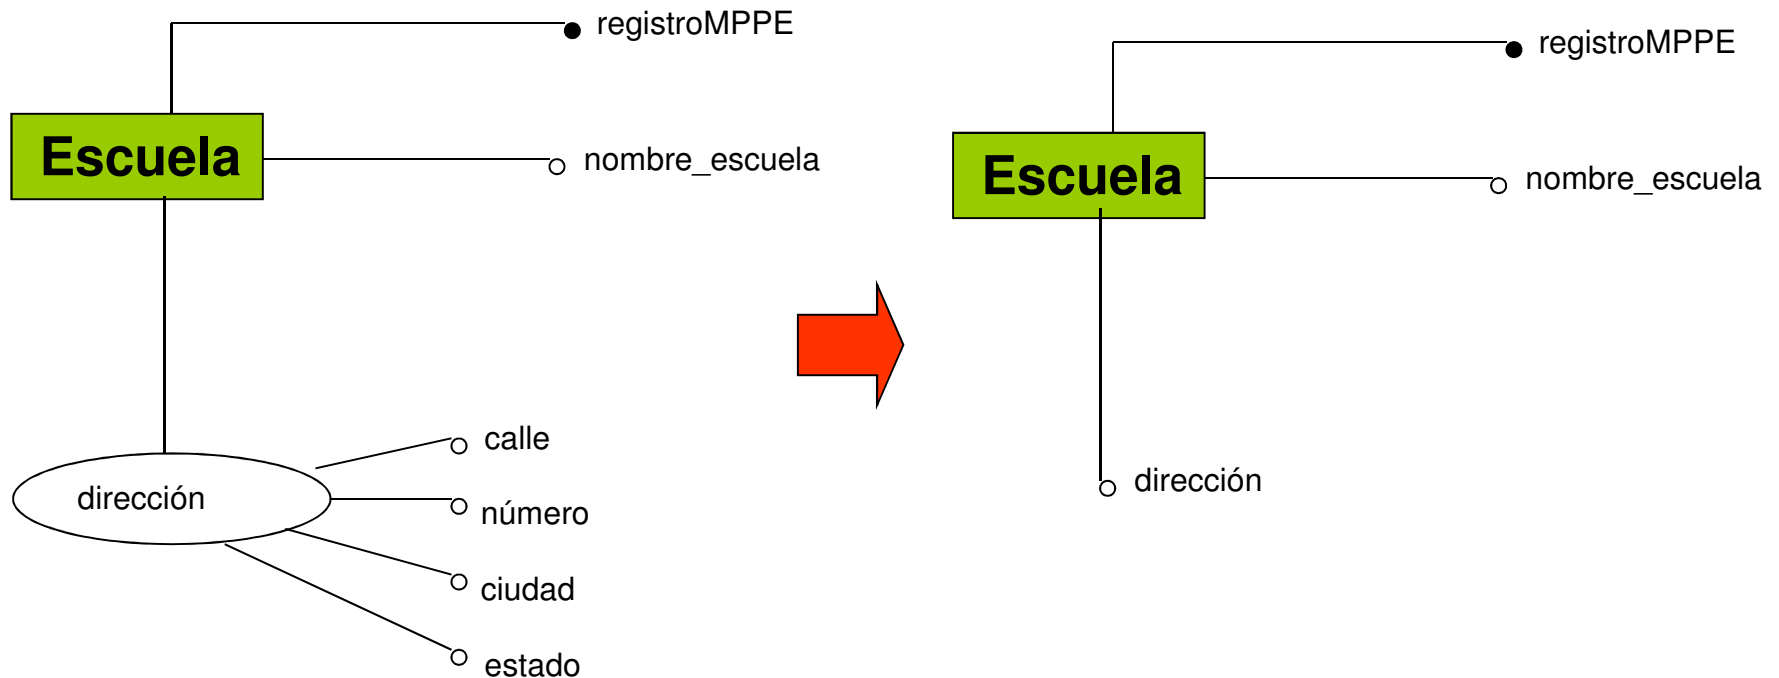 registroMPPE
Escuela
nombre_escuela
dirección
calle
número
ciudad
estado
registroMPPE
Escuela
nombre_escuela
dirección